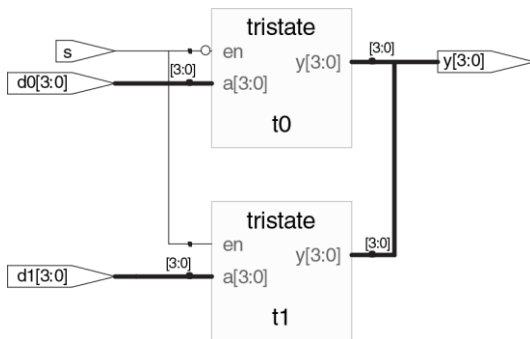 tristate
s
en
[3:0]
y[3:0]
[3:0]
y[3:0]
d0[3:0]
a[3:0]
t0
tristate
en
[3:0]
y[3:0]
[3:0]
d1[3:0]
a[3:0]
t1